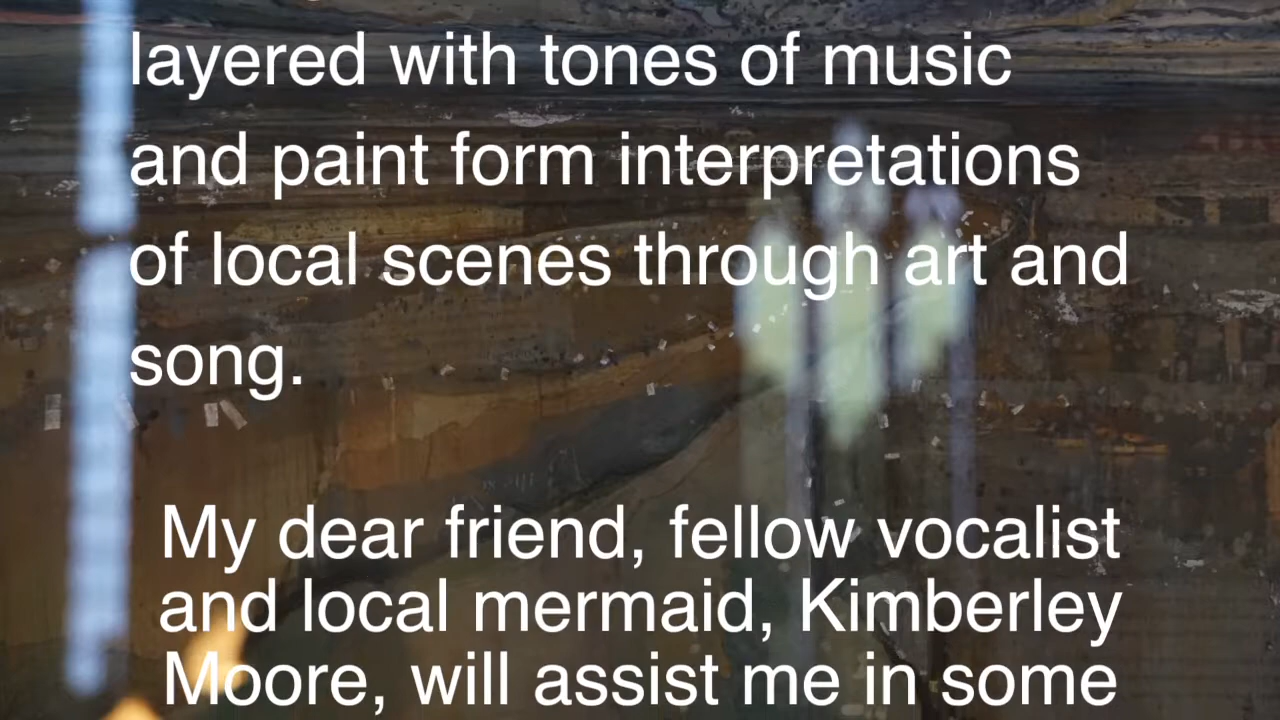 layered with tones of music
and paint form interpretations
of local scenes through art and
song.
My dear friend, fellow vocalist
and local mermaid, Kimberley
Moore, will assist me in some